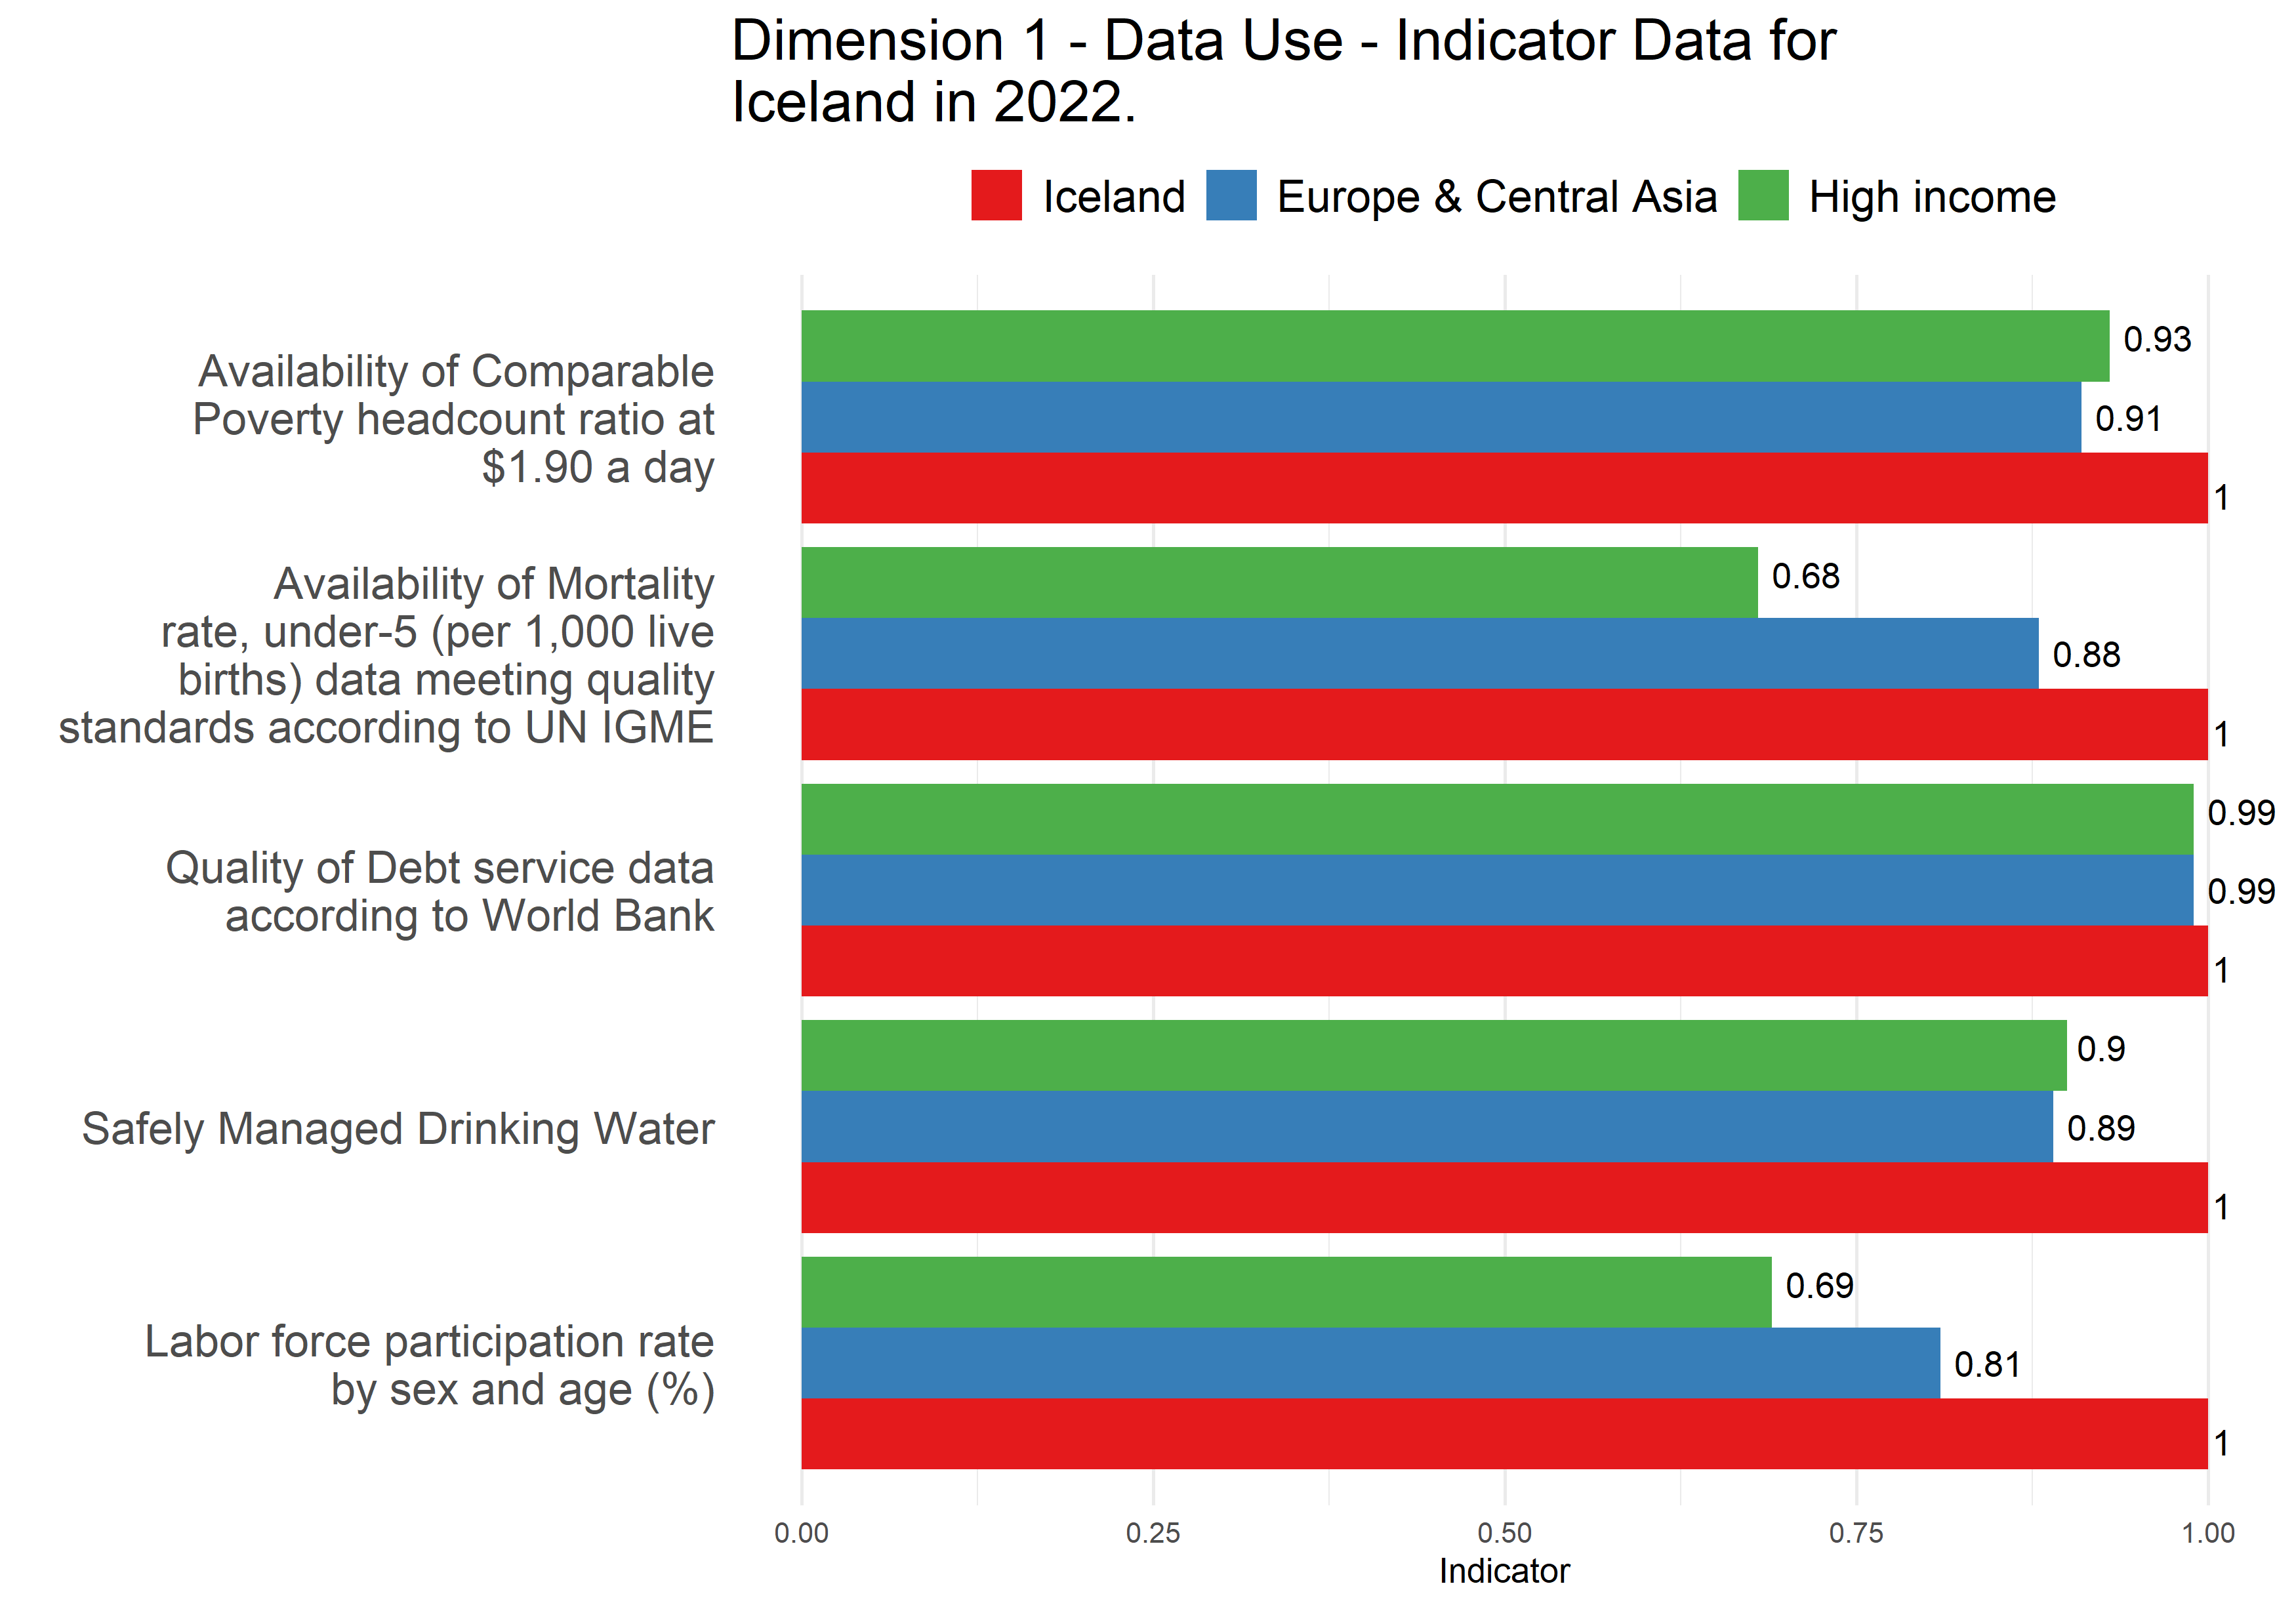 Dimension 1 - Data Use - Indicator Data for
Iceland in 2022.
Iceland
Europe & Central Asia
High income
Availability of Comparable
Poverty headcount ratio at
$1.90 a day
0.93
0.91
1
Availability of Mortality
rate, under-5 (per 1,000 live
births) data meeting quality
standards according to UN IGME
0.68
0.88
1
Quality of Debt service data
according to World Bank
0.99
0.99
1
Safely Managed Drinking Water
0.9
0.89
1
Labor force participation rate
by sex and age (%)
0.69
0.81
1
0.00
0.25
0.50
0.75
1.00
Indicator